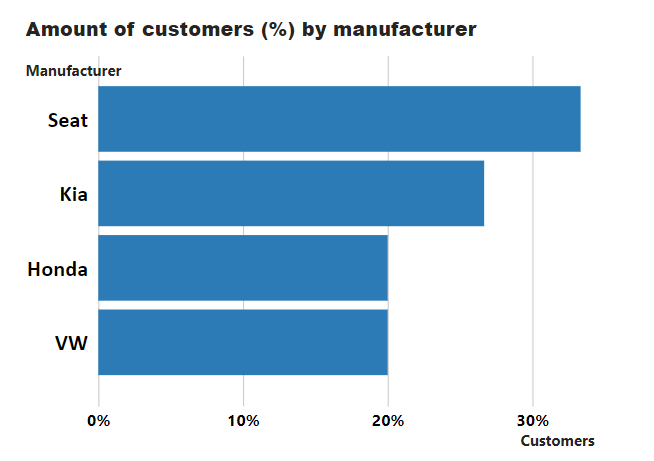 Amount of customers (%) by manufacturer
Manufacturer
Seat
Kia
Honda
VW
0% 10% 20% 30%
Customers